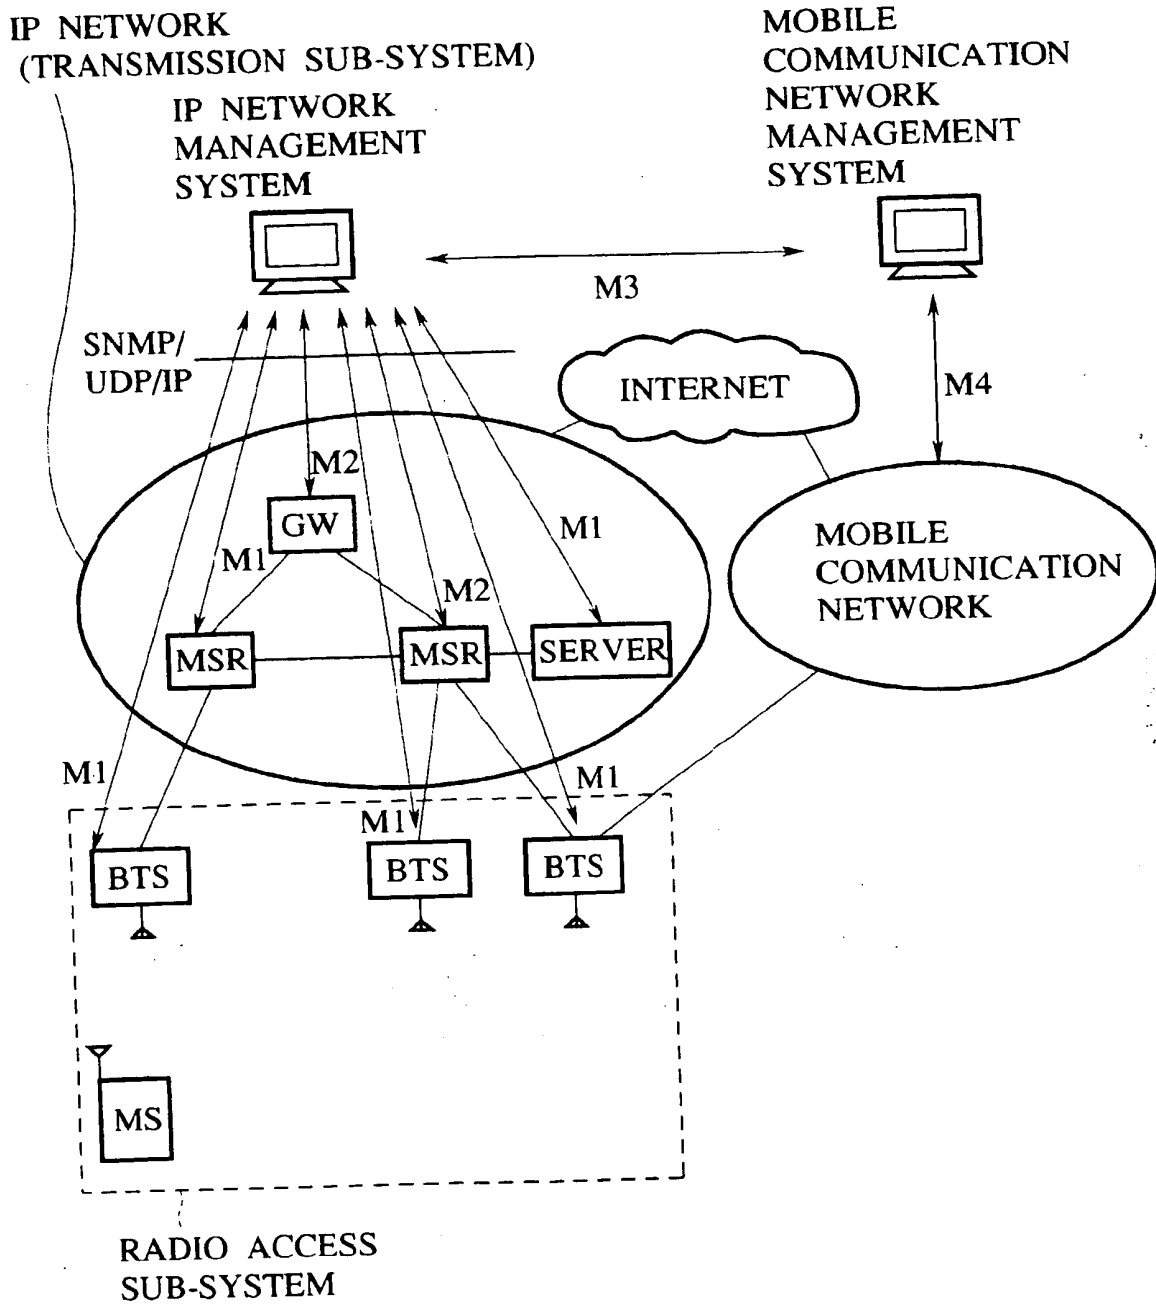 IP NETWORK
(TRANSMISSION SUB-SYSTEM)
IP NETWORK
MANAGEMENT
SYSTEM
MOBILE
COMMUNICATION
NETWORK
MANAGEMENT
SYSTEM
M3
SNMP/
UDP/IP
INTERNET
M4
M2
GW
M1
M1
M2
MOBILE
COMMUNICATION
NETWORK
MSR
MSR
SERVER
M1
M1
M1
BTS
BTS
BTS
MS
RADIO ACCESS
SUB-SYSTEM